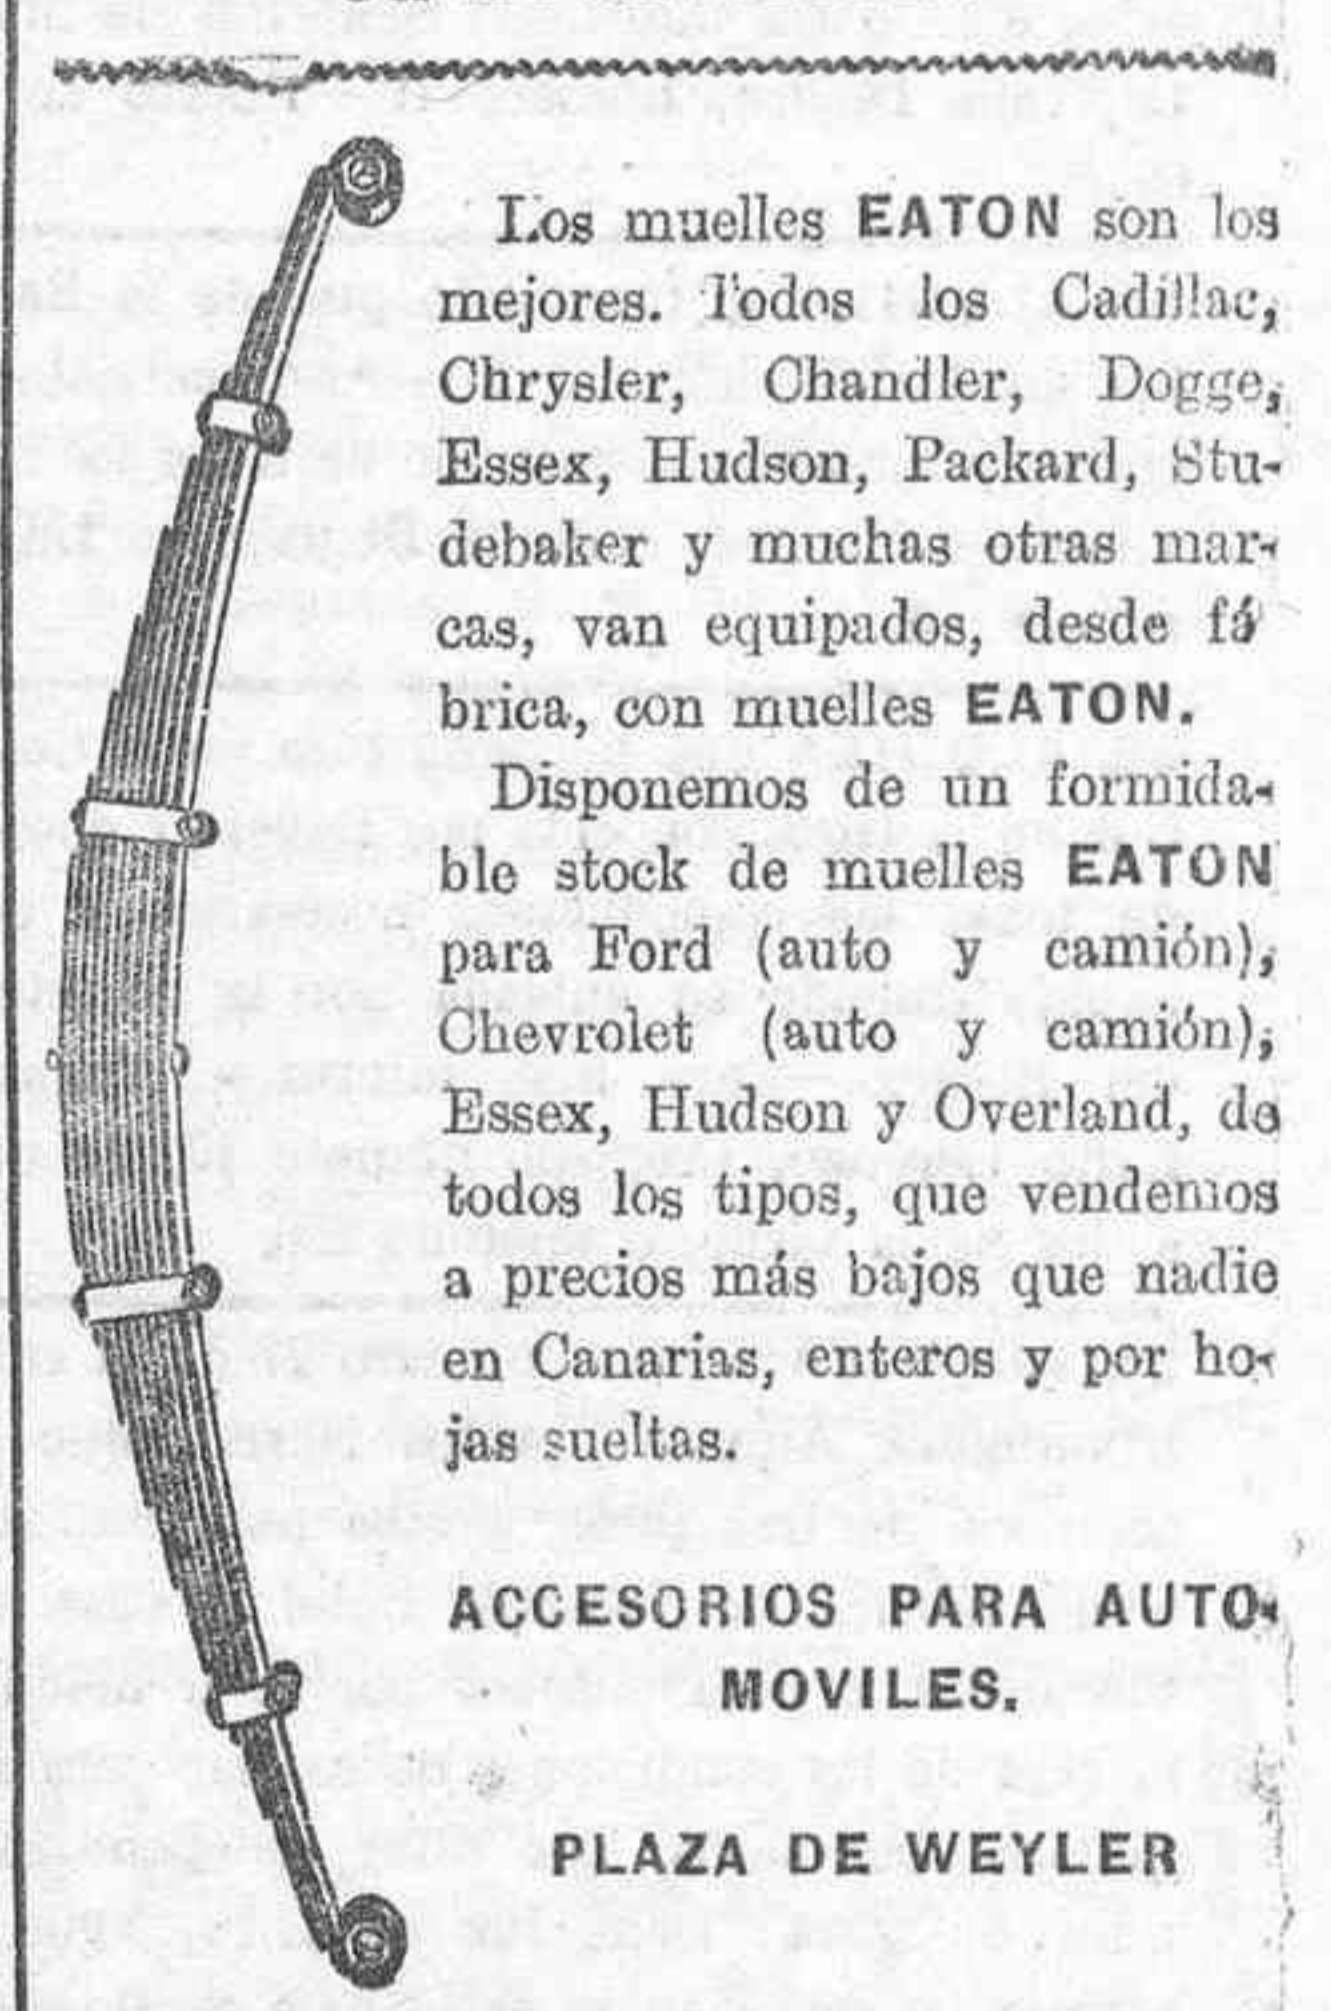 Los muelles EATON son los
mejores. Todos los Cadillac,
Chrysler, Chandler, Dogge,
Essex, Hudson, Packard, Stu-
debaker y muchas otras mar-
cas, van equipados, desde fá
brica, con muelles EATON.
Disponemos de un formida-
ble stock de muelles EATON
para Ford (auto y camión),
Chevrolet (auto y camión),
Essex, Hudson y Overland, de
todos los tipos, que vendemos
a precios más bajos que nadie
en Canarias, enteros y por ho-
jas sueltas.
ACCESORIOS PARA AUTO-
MOVILES.
PLAZA DE WEYLER